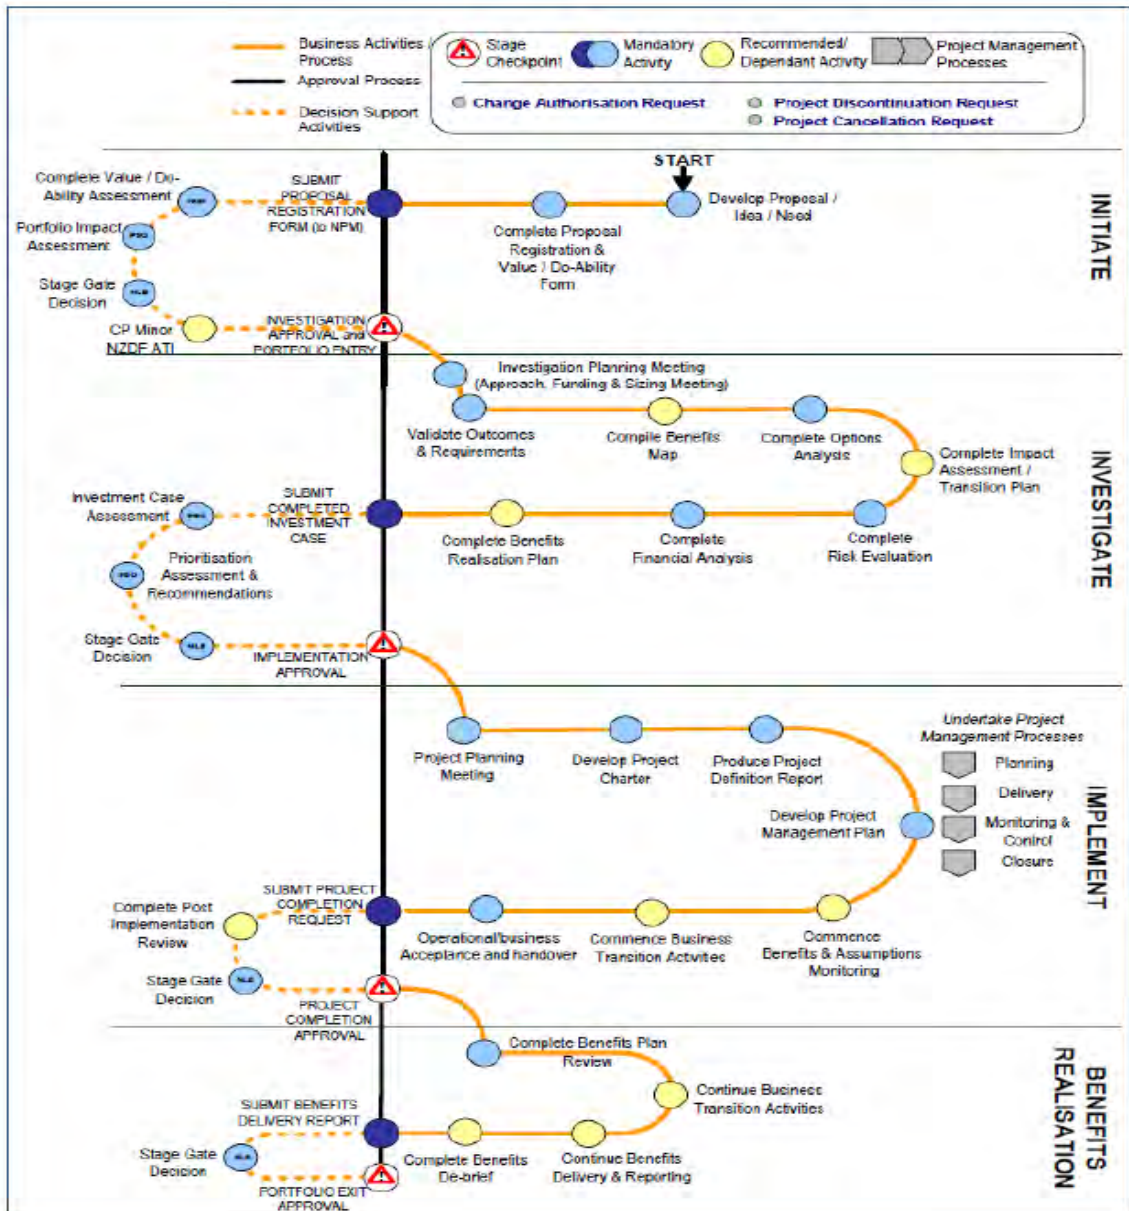 Business Activities /
Process
Approval Process
Decision Support
Activities
Stage
Checkpoint
Mandatory
Activity
Recommended/
Dependant Activity
Project Management
Processes
Change Authorisation Request
Project Discontinuation Request
Project Cancellation Request
INITIATE
START
Develop Proposal /
Idea / Need
Complete Proposal
Registration &
Value / Do-Ability
Form
SUBMIT
PROPOSAL
REGISTRATION
FORM (to NPM)
Complete Value / Do-
Ability Assessment
Portfolio Impact
Assessment
PSO
Stage Gate
Decision
NLB
CP Minor
NZDF ATI
INVESTIGATION
APPROVAL and
PORTFOLIO ENTRY
INVESTIGATE
Investigation Planning Meeting
(Approach, Funding & Sizing Meeting)
Validate Outcomes
& Requirements
Compile Benefits
Map
Complete Options
Analysis
Complete Impact
Assessment /
Transition Plan
Complete
Risk Evaluation
Complete
Financial Analysis
Complete Benefits
Realisation Plan
SUBMIT
COMPLETED
INVESTMENT
CASE
Investment Case
Assessment
PSO
Prioritisation
Assessment &
Recommendations
PSO
Stage Gate
Decision
NLB
IMPLEMENTATION
APPROVAL
IMPLEMENT
Project Planning
Meeting
Develop Project
Charter
Produce Project
Definition Report
Develop Project
Management Plan
Undertake Project
Management Processes
Planning
Delivery
Monitoring &
Control
Closure
Commence
Benefits & Assumptions
Monitoring
Commence Business
Transition Activities
Operational/business
Acceptance and handover
SUBMIT PROJECT
COMPLETION
REQUEST
Complete Post
Implementation
Review
Stage Gate
Decision
NLB
PROJECT
COMPLETION
APPROVAL
BENEFITS
REALISATION
Complete Benefits Plan
Review
Continue Business
Transition Activities
Continue Benefits
Delivery & Reporting
Complete Benefits
De-brief
SUBMIT BENEFITS
DELIVERY REPORT
Stage Gate
Decision
PORTFOLIO EXIT
APPROVAL